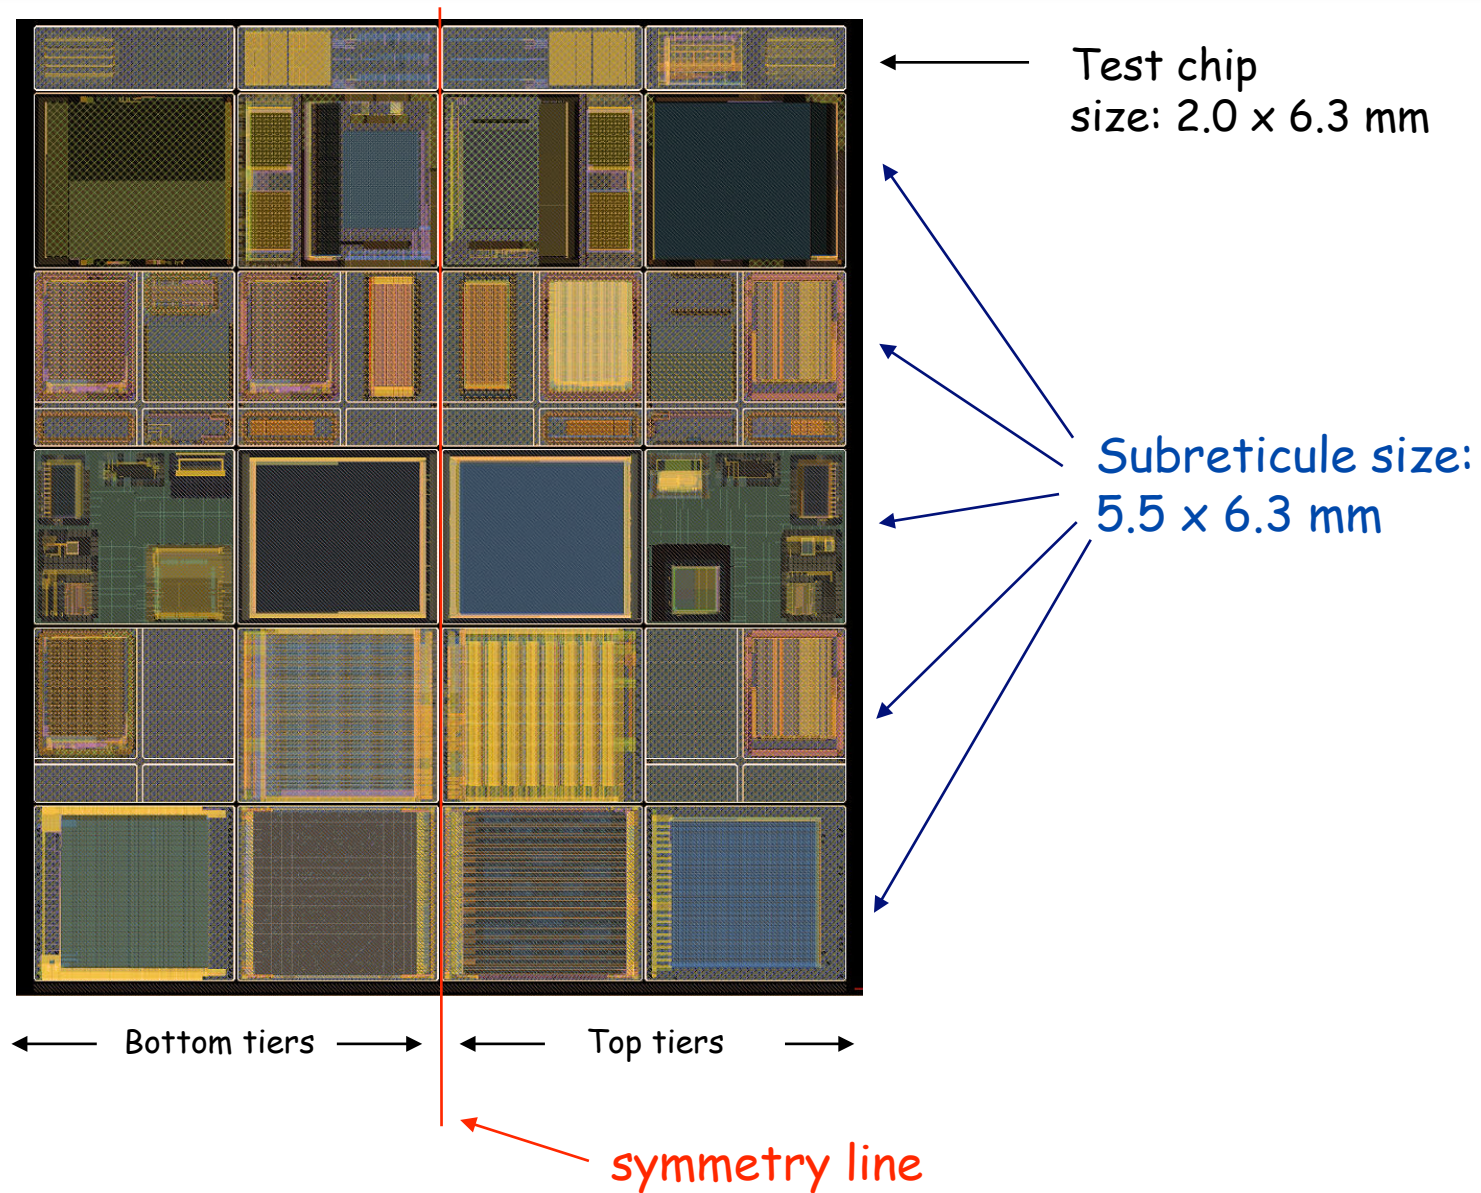 Test chip
size: 2.0 x 6.3 mm
Subreticule size:
5.5 x 6.3 mm
Bottom tiers
Top tiers
symmetry line